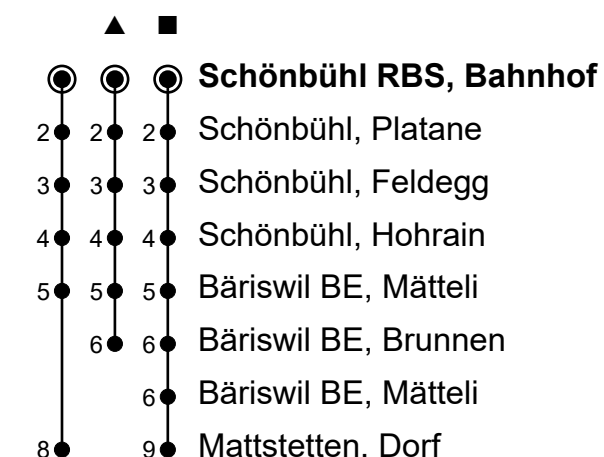 ▲ ■
Schönbühl RBS, Bahnhof
2 2 2 Schönbühl, Platane
3 3 3 Schönbühl, Feldegg
4 4 4 Schönbühl, Hohrain
5 5 5 Bäriswil BE, Mätteli
6 6 Bäriswil BE, Brunnen
6 Bäriswil BE, Mätteli
8 9 Mattstetten, Dorf